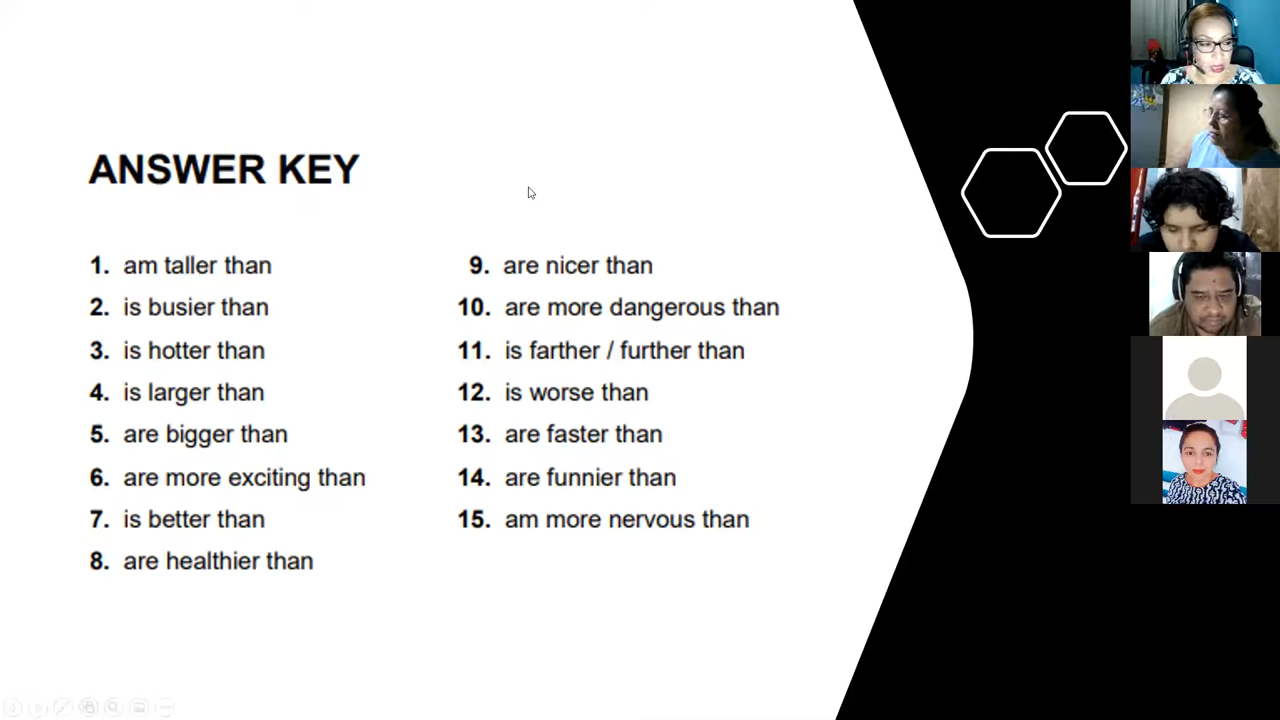 ANSWER KEY
1. am taller than
2. is busier than
3. is hotter than
4. is larger than
5. are bigger than
6. are more exciting than
7. is better than
8. are healthier than
9. are nicer than
10. are more dangerous than
11. is farther / further than
12. is worse than
13. are faster than
14. are funnier than
15. am more nervous than